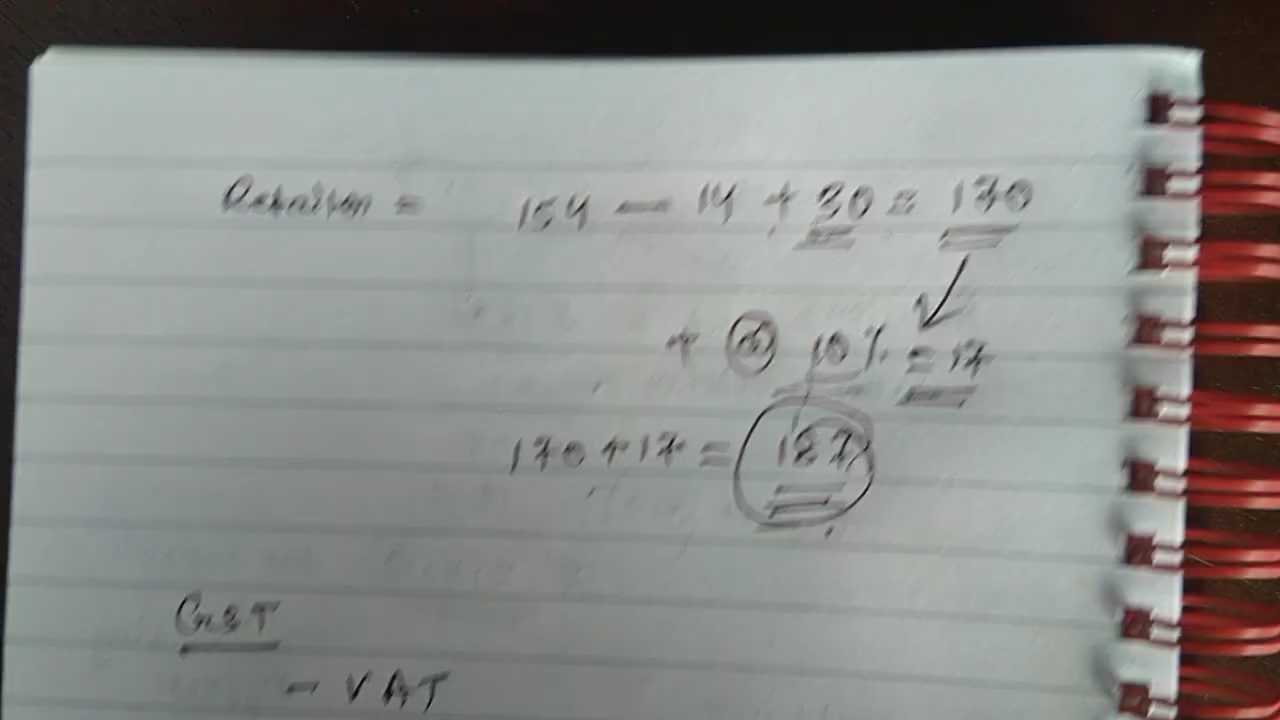 = 154 — 14 + 30 = 170
+ 10% = 17
170 + 17 = 187
GST
- VAT